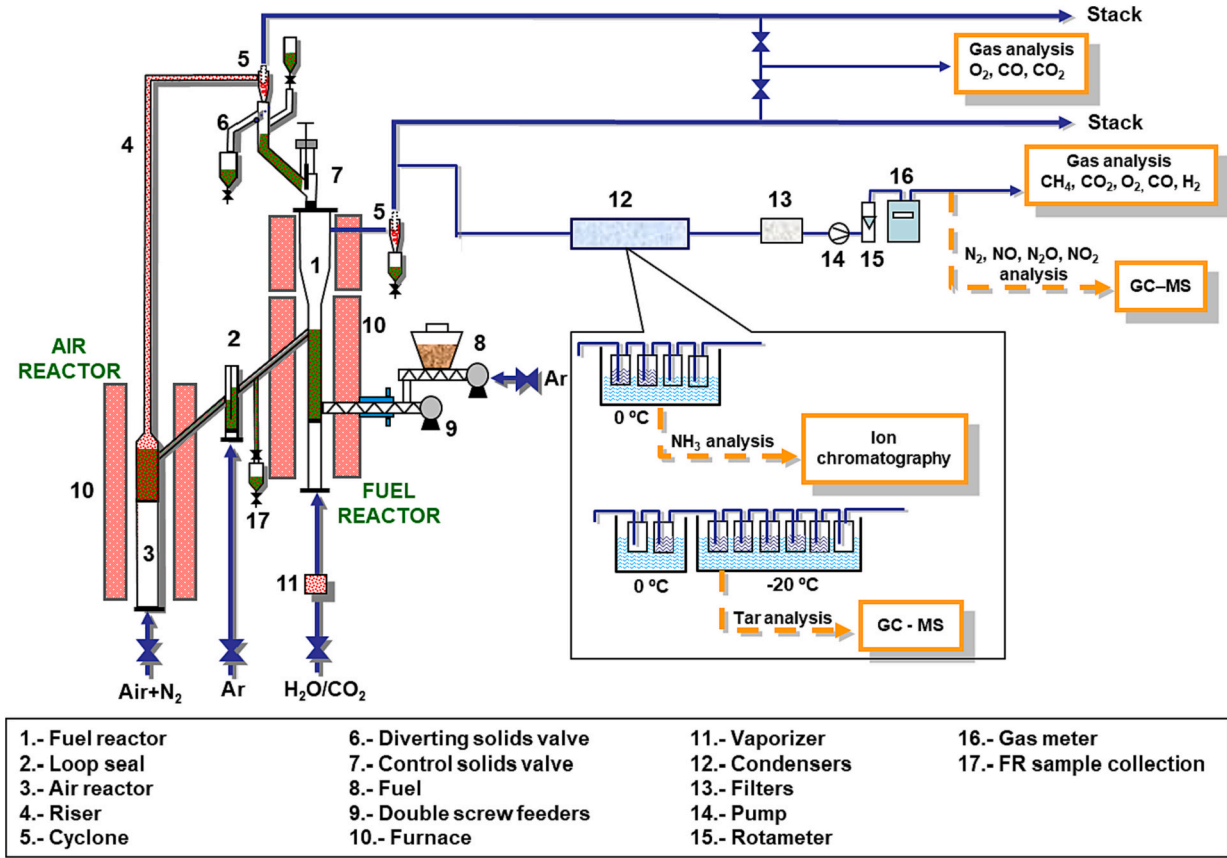 Stack
5
Gas analysis
O₂, CO, CO₂
6
4
Stack
7
Gas analysis
CH₄, CO₂, O₂, CO, H₂
5
12
13
16
14
15
1
N₂, NO, N₂O, NO₂
analysis
GC–MS
2
10
AIR
REACTOR
8
Ar
9
0 ºC
NH₃ analysis
Ion
chromatography
10
17
FUEL
REACTOR
3
11
0 ºC
-20 ºC
Tar analysis
GC - MS
Air+N₂
Ar
H₂O/CO₂
1.- Fuel reactor
2.- Loop seal
3.- Air reactor
4.- Riser
5.- Cyclone
6.- Diverting solids valve
7.- Control solids valve
8.- Fuel
9.- Double screw feeders
10.- Furnace
11.- Vaporizer
12.- Condensers
13.- Filters
14.- Pump
15.- Rotameter
16.- Gas meter
17.- FR sample collection